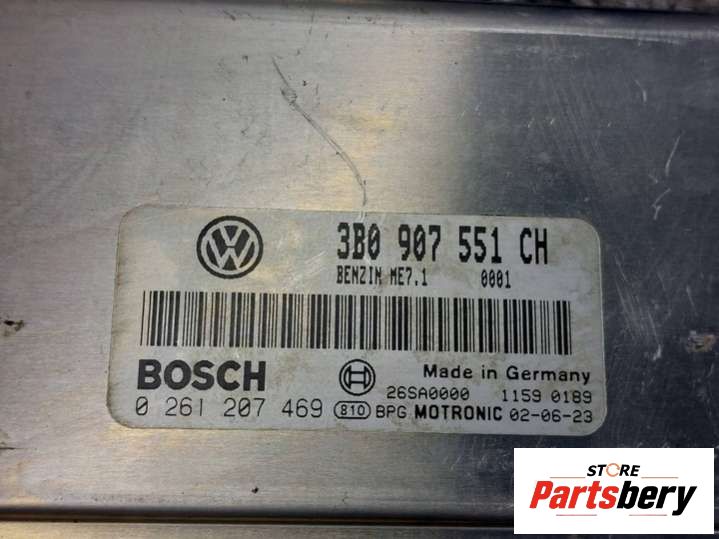 3B0 907 551 CH
BENZIN ME7.1 0001
BOSCH
Made in Germany
26SA0000 1159 0189
0 261 207 469 810 BPG MOTRONIC 02-06-23
STORE
Partsbery